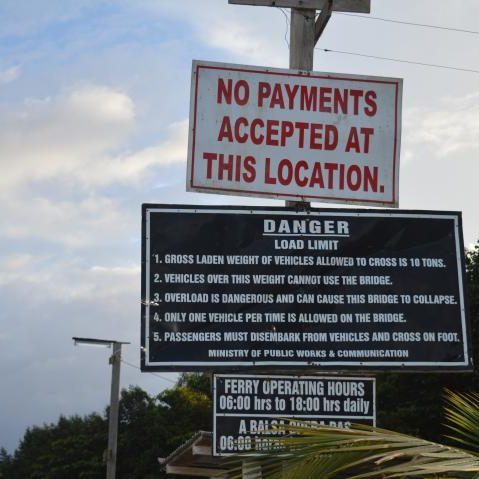 NO PAYMENTS
ACCEPTED AT
THIS LOCATION.
DANGER
LOAD LIMIT
1. GROSS LADEN WEIGHT OF VEHICLES ALLOWED TO CROSS IS 10 TONS.
2. VEHICLES OVER THIS WEIGHT CANNOT USE THE BRIDGE.
3. OVERLOAD IS DANGEROUS AND CAN CAUSE THIS BRIDGE TO COLLAPSE.
4. ONLY ONE VEHICLE PER TIME IS ALLOWED ON THE BRIDGE.
5. PASSENGERS MUST DISEMBARK FROM VEHICLES AND CROSS ON FOOT.
MINISTRY OF PUBLIC WORKS & COMMUNICATION
FERRY OPERATING HOURS
06:00 hrs to 18:00 hrs daily
A BALSA
06:00